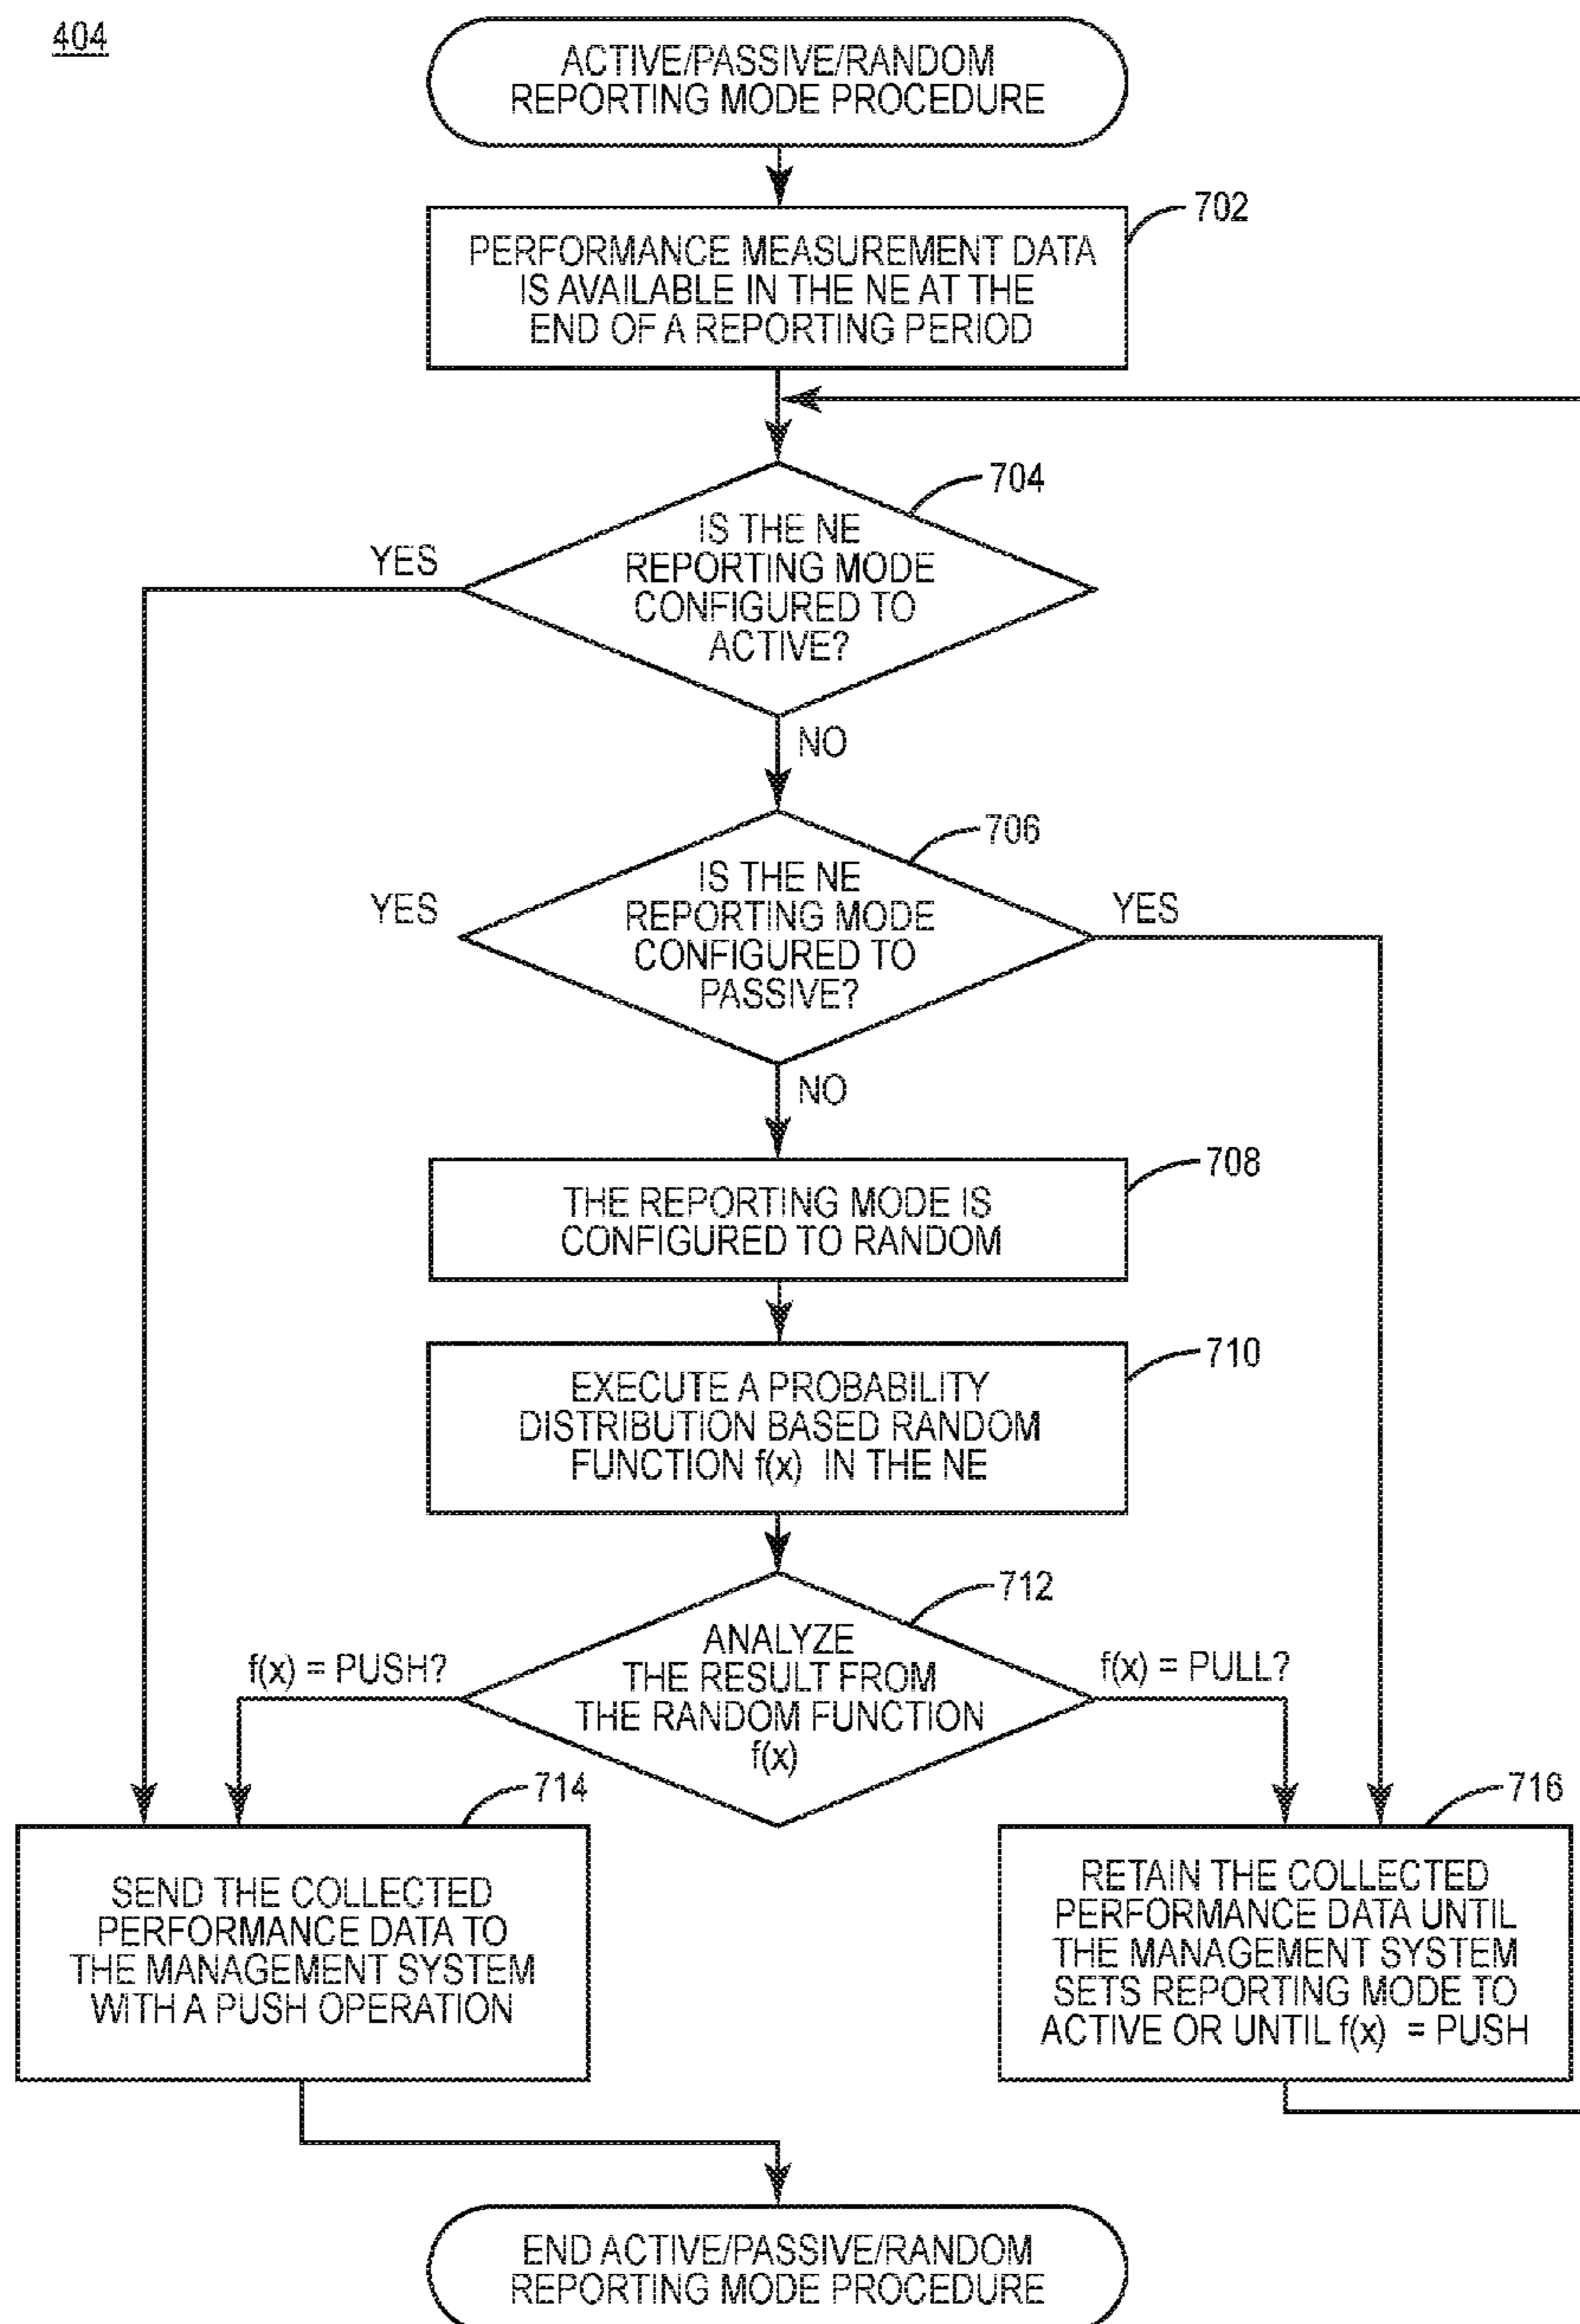 404
ACTIVE/PASSIVE/RANDOM
REPORTING MODE PROCEDURE
702
PERFORMANCE MEASUREMENT DATA
IS AVAILABLE IN THE NE AT THE
END OF A REPORTING PERIOD
704
IS THE NE
REPORTING MODE
CONFIGURED TO
ACTIVE?
YES
NO
706
IS THE NE
REPORTING MODE
CONFIGURED TO
PASSIVE?
YES
YES
NO
708
THE REPORTING MODE IS
CONFIGURED TO RANDOM
710
EXECUTE A PROBABILITY
DISTRIBUTION BASED RANDOM
FUNCTION f(x) IN THE NE
712
ANALYZE
THE RESULT FROM
THE RANDOM FUNCTION
f(x)
f(x) = PUSH?
f(x) = PULL?
714
SEND THE COLLECTED
PERFORMANCE DATA TO
THE MANAGEMENT SYSTEM
WITH A PUSH OPERATION
716
RETAIN THE COLLECTED
PERFORMANCE DATA UNTIL
THE MANAGEMENT SYSTEM
SETS REPORTING MODE TO
ACTIVE OR UNTIL f(x) = PUSH
END ACTIVE/PASSIVE/RANDOM
REPORTING MODE PROCEDURE